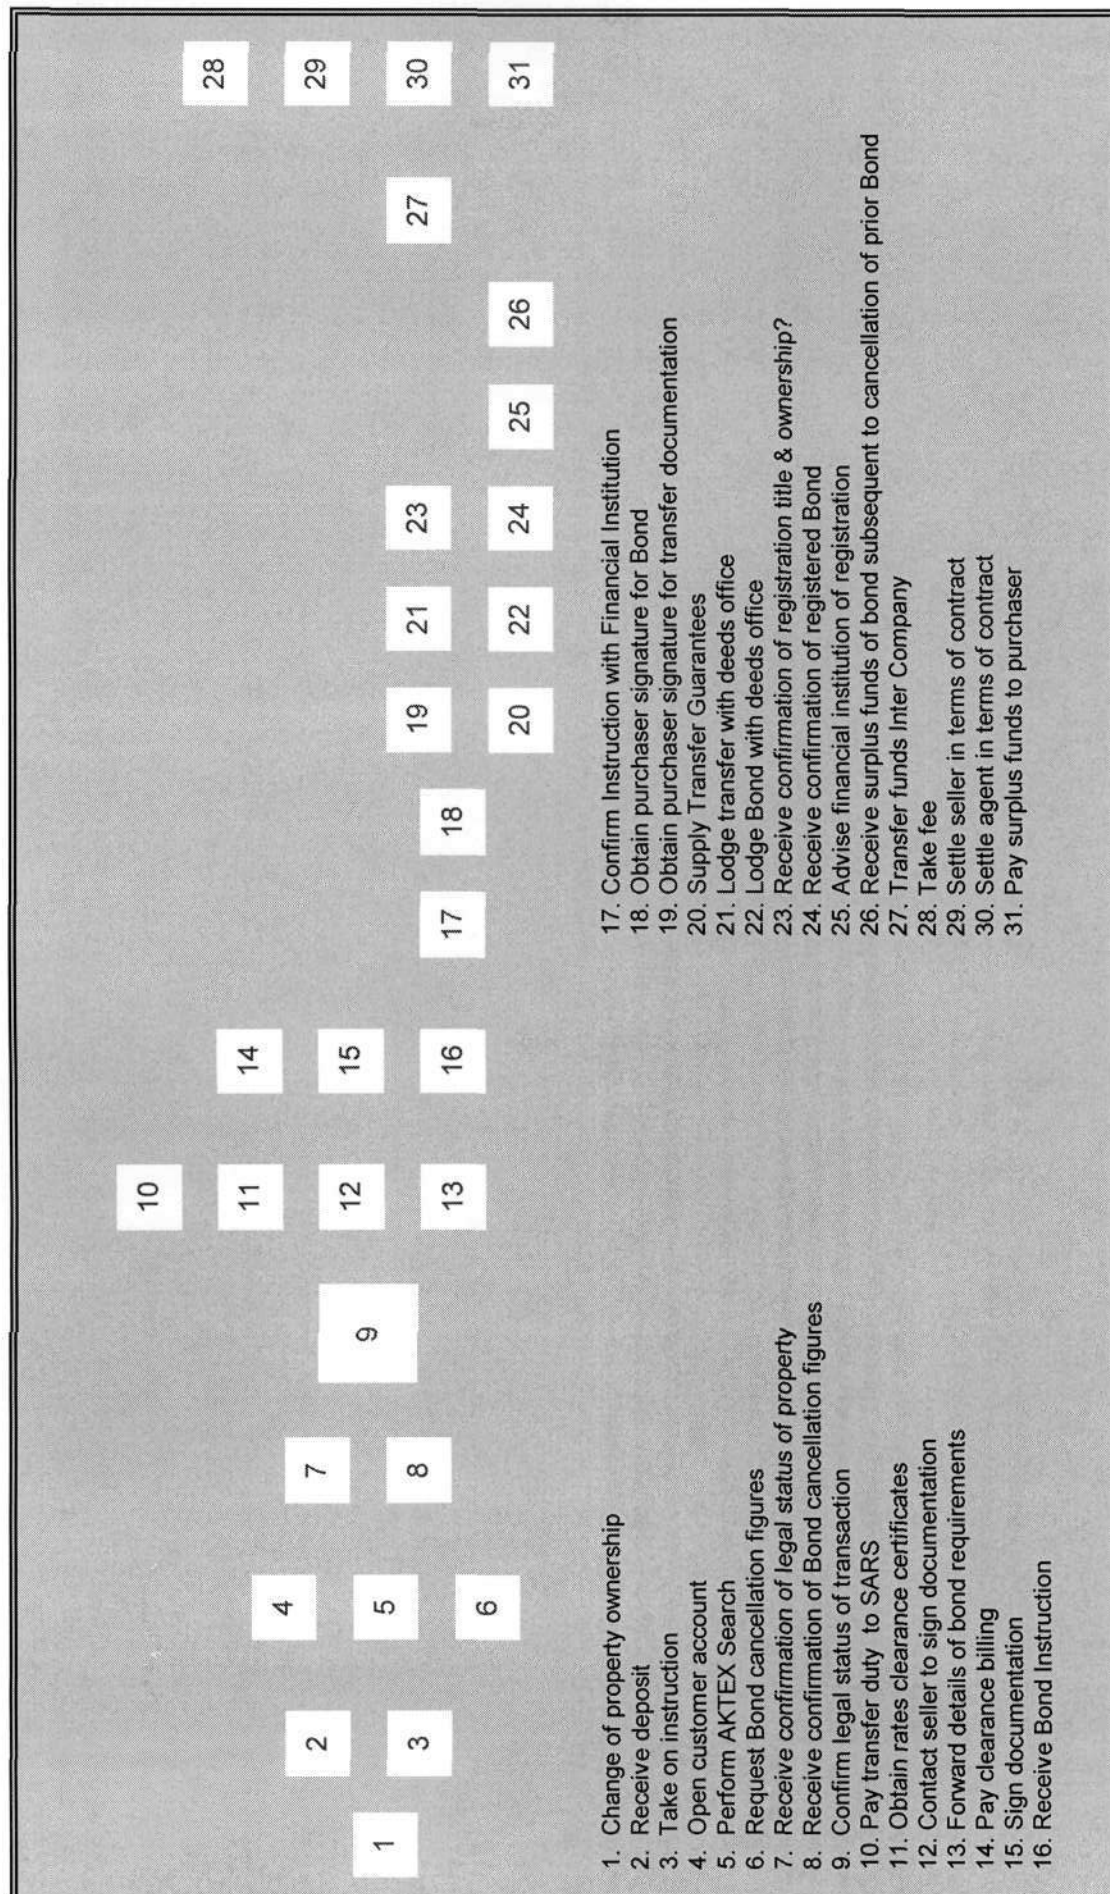 1
2
3
4
5
6
7
8
9
10
11
12
13
14
15
16
17
18
19
20
21
22
23
24
25
26
27
28
29
30
31
1. Change of property ownership
2. Receive deposit
3. Take on instruction
4. Open customer account
5. Perform AKTEX Search
6. Request Bond cancellation figures
7. Receive confirmation of legal status of property
8. Receive confirmation of Bond cancellation figures
9. Confirm legal status of transaction
10. Pay transfer duty to SARS
11. Obtain rates clearance certificates
12. Contact seller to sign documentation
13. Forward details of bond requirements
14. Pay clearance billing
15. Sign documentation
16. Receive Bond Instruction
17. Confirm Instruction with Financial Institution
18. Obtain purchaser signature for Bond
19. Obtain purchaser signature for transfer documentation
20. Supply Transfer Guarantees
21. Lodge transfer with deeds office
22. Lodge Bond with deeds office
23. Receive confirmation of registration title & ownership?
24. Receive confirmation of registered Bond
25. Advise financial institution of registration
26. Receive surplus funds of bond subsequent to cancellation of prior Bond
27. Transfer funds Inter Company
28. Take fee
29. Settle seller in terms of contract
30. Settle agent in terms of contract
31. Pay surplus funds to purchaser